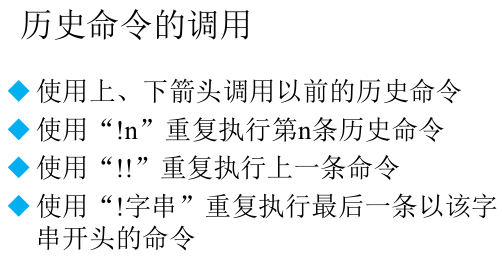 历史命令的调用
使用上、下箭头调用以前的历史命令
使用“!n”重复执行第n条历史命令
使用“!!”重复执行上一条命令
使用“!字串”重复执行最后一条以该字
串开头的命令